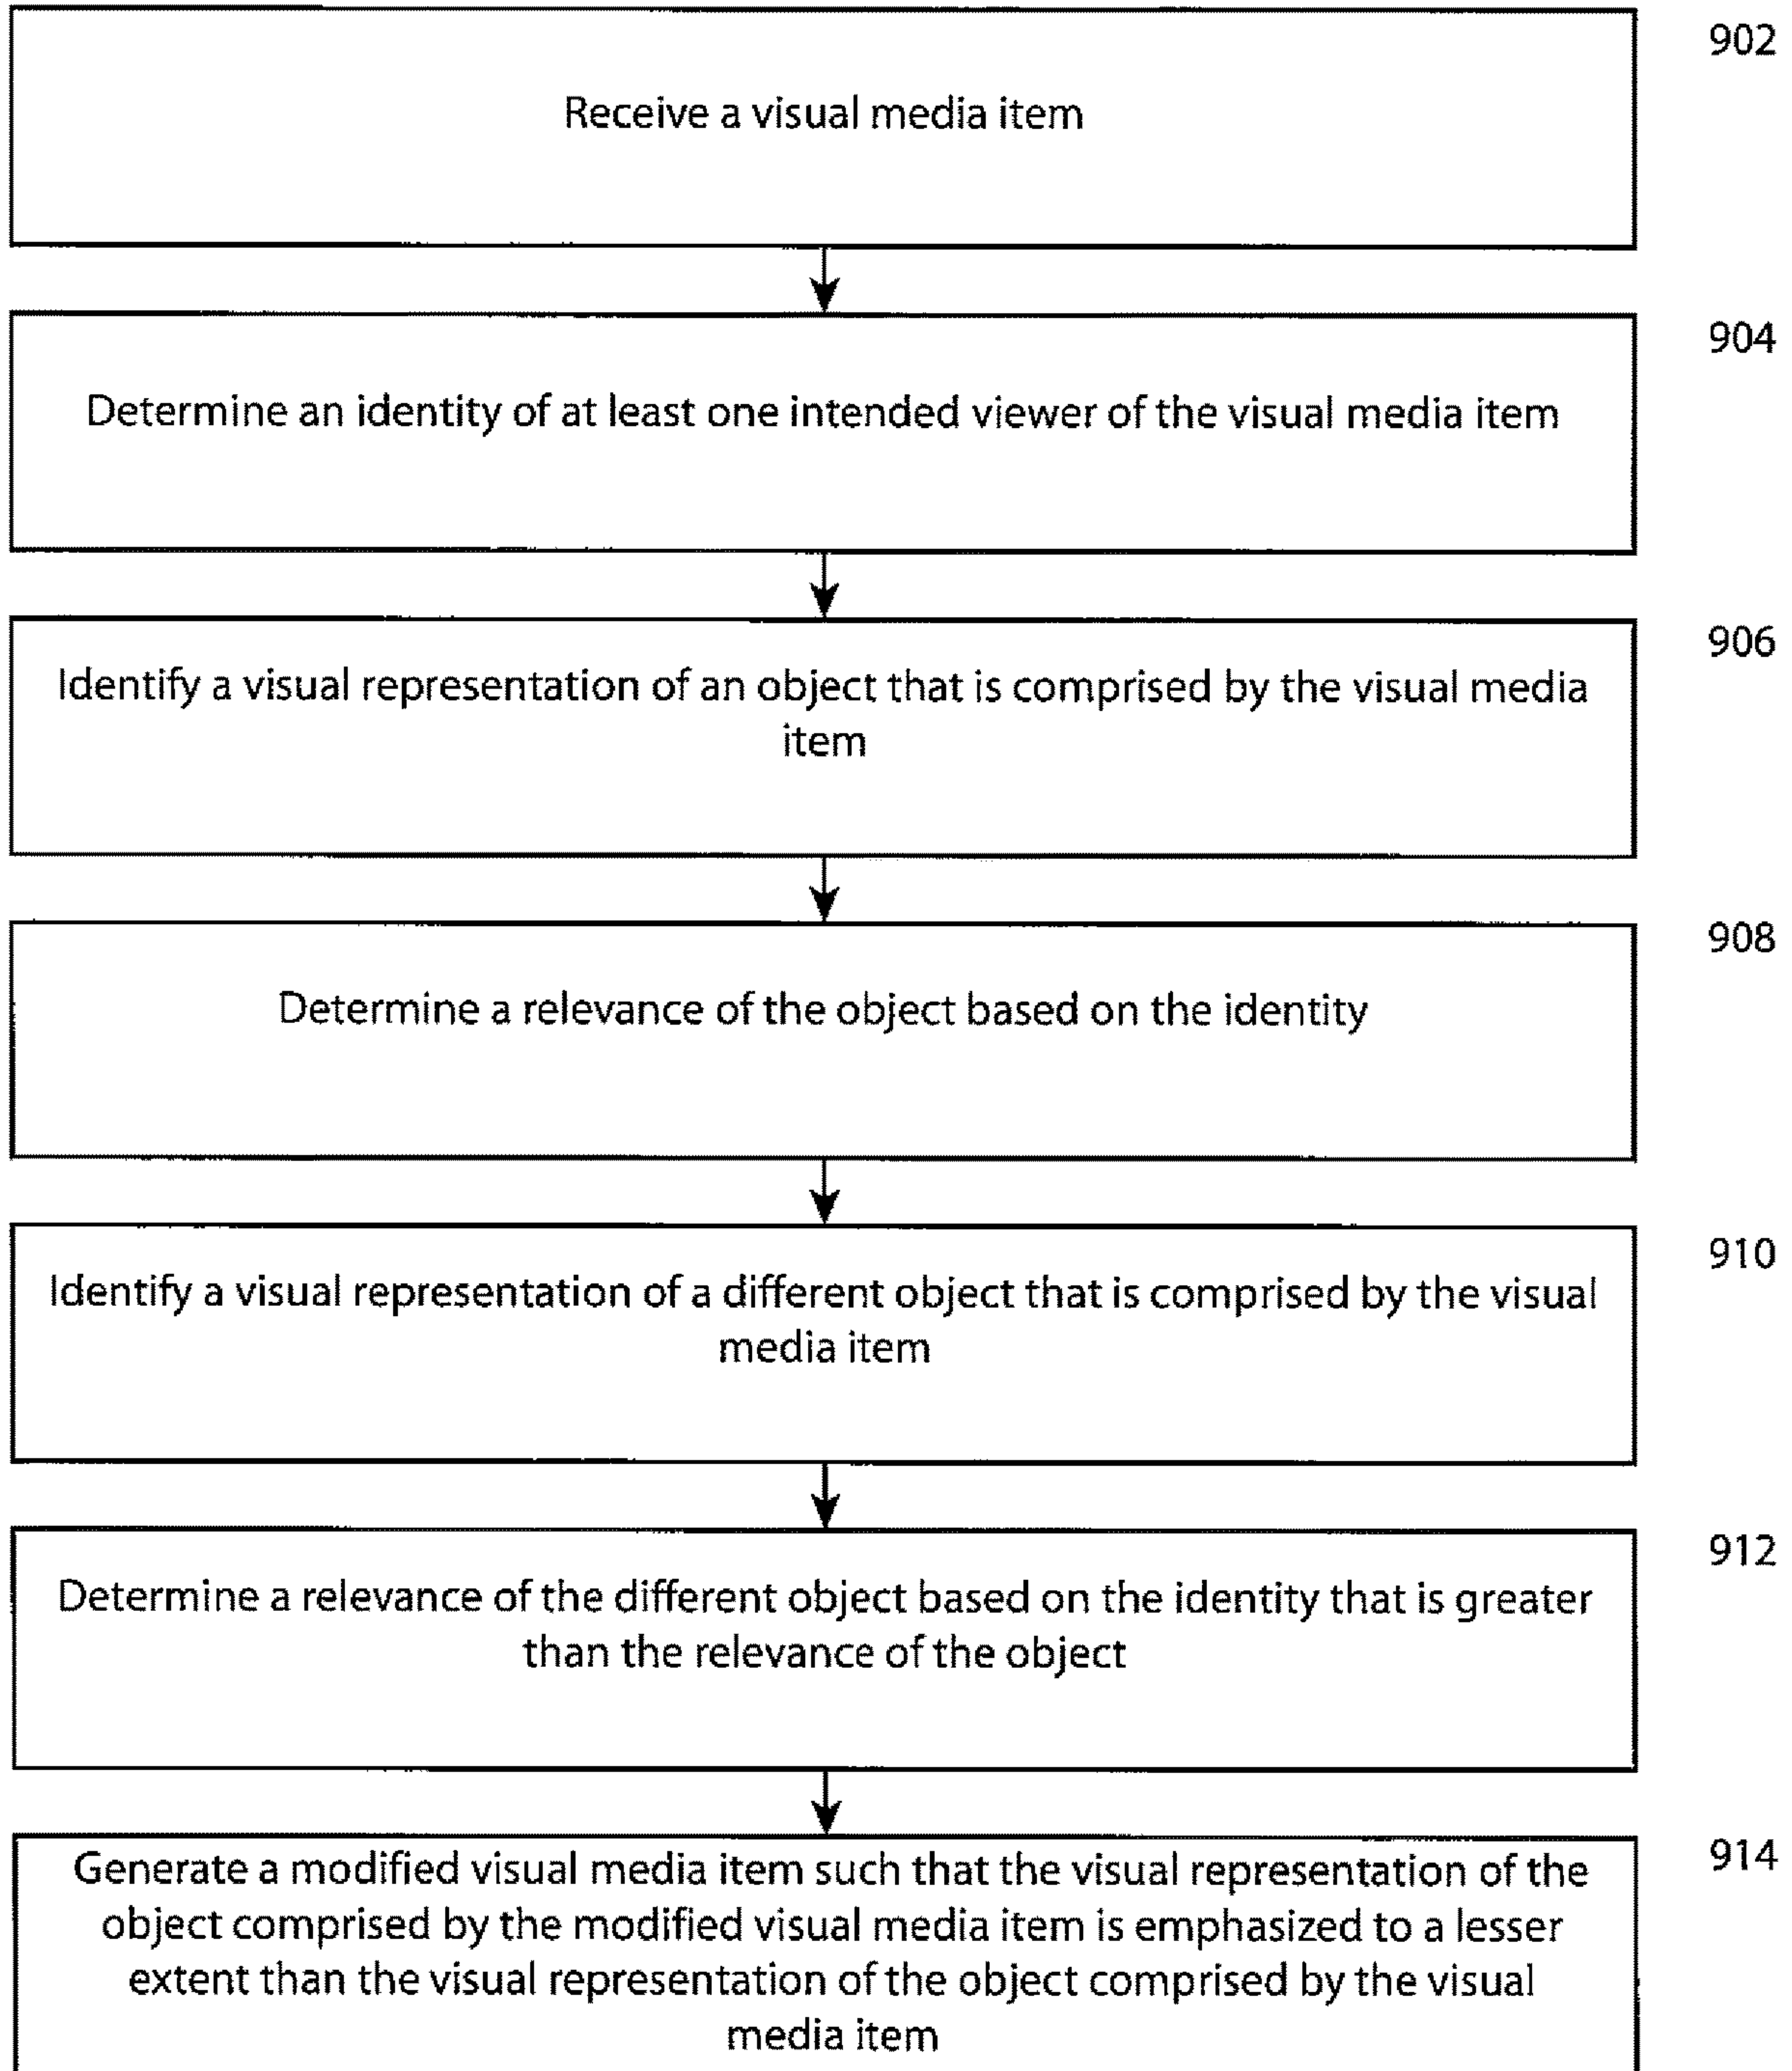 902
Receive a visual media item
904
Determine an identity of at least one intended viewer of the visual media item
906
Identify a visual representation of an object that is comprised by the visual media
item
908
Determine a relevance of the object based on the identity
910
Identify a visual representation of a different object that is comprised by the visual
media item
912
Determine a relevance of the different object based on the identity that is greater
than the relevance of the object
914
Generate a modified visual media item such that the visual representation of the
object comprised by the modified visual media item is emphasized to a lesser
extent than the visual representation of the object comprised by the visual
media item